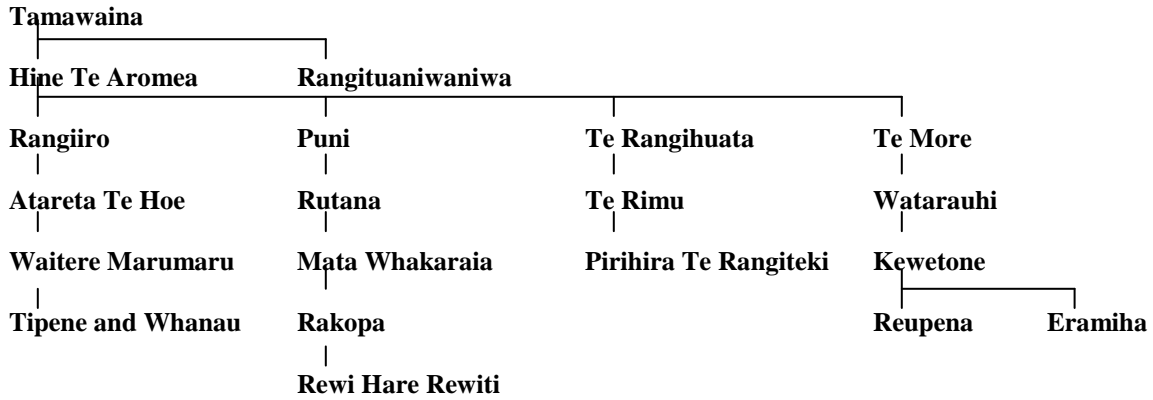 Tamawaina
Hine Te Aromea Rangituaniwaniwa
Rangiiro Puni Te Rangihuata Te More
Atareta Te Hoe Rutana Te Rimu Watarauhi
Waitere Marumaru Mata Whakaraia Pirihira Te Rangiteki Kewetone
Tipene and Whanau Rakopa Reupena Eramiha
Rewi Hare Rewiti